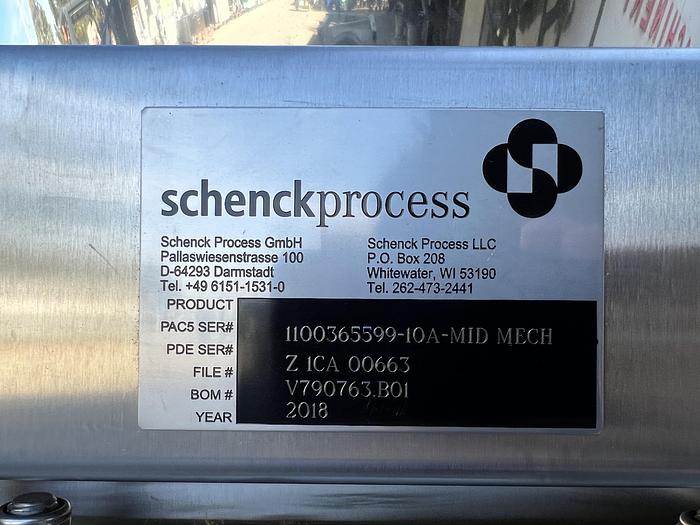 schenckprocess
Schenck Process GmbH
Pallaswiesenstrasse 100
D-64293 Darmstadt
Tel. +49 6151-1531-0
Schenck Process LLC
P.O. Box 208
Whitewater, WI 53190
Tel. 262-473-2441
PRODUCT
PAC5 SER# 1100365599-10A-MID MECH
PDE SER#
FILE # Z 1CA 00663
BOM # V790763.B01
YEAR 2018